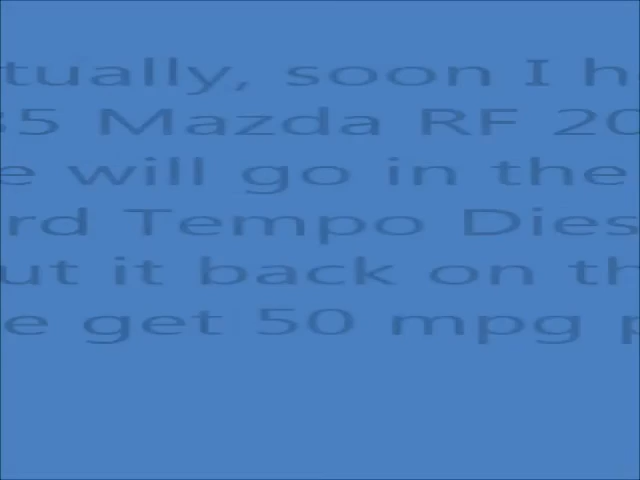 tually, soon I h
35 Mazda RF 20
e will go in the
rd Tempo Dies
ut it back on th
e get 50 mpg p